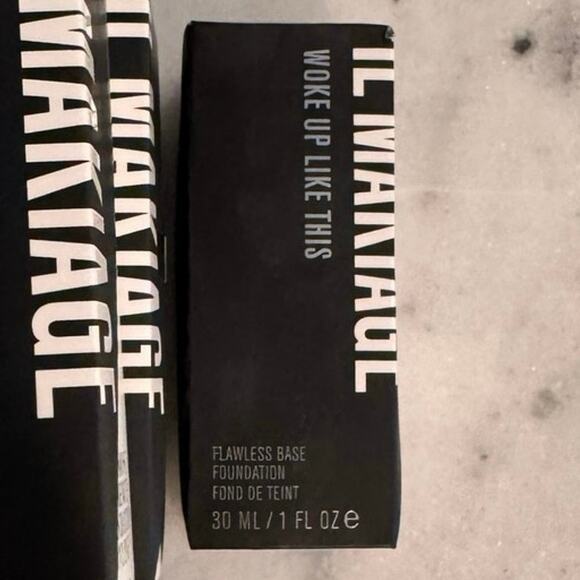 MAKIAGE
IL MAKIAGE
IL MAKIAGE
WOKE UP LIKE THIS
FLAWLESS BASE
FOUNDATION
FOND DE TEINT
30 ML / 1 FL OZ e